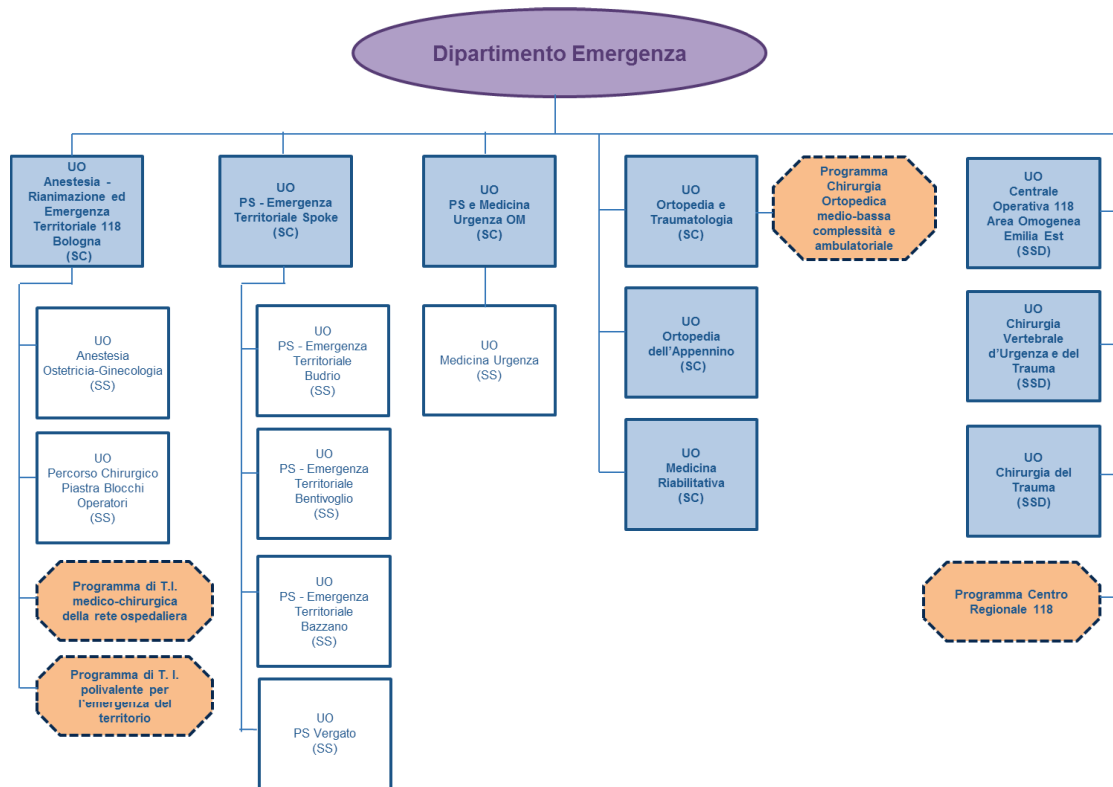 Dipartimento Emergenza
UO
Anestesia -
Rianimazione ed
Emergenza
Territoriale 118
Bologna
(SC)
UO
Anestesia
Ostetricia-Ginecologia
(SS)
UO
Percorso Chirurgico
Piastra Blocchi
Operatori
(SS)
Programma di T.I.
medico-chirurgica
della rete ospedaliera
Programma di T. I.
polivalente per
l'emergenza del
territorio
UO
PS - Emergenza
Territoriale Spoke
(SC)
UO
PS - Emergenza
Territoriale
Budrio
(SS)
UO
PS - Emergenza
Territoriale
Bentivoglio
(SS)
UO
PS - Emergenza
Territoriale
Bazzano
(SS)
UO
PS Vergato
(SS)
UO
PS e Medicina
Urgenza OM
(SC)
UO
Medicina Urgenza
(SS)
UO
Ortopedia e
Traumatologia
(SC)
Programma
Chirurgia
Ortopedica
medio-bassa
complessità e
ambulatoriale
UO
Ortopedia
dell'Appennino
(SC)
UO
Medicina
Riabilitativa
(SC)
UO
Centrale
Operativa 118
Area Omogenea
Emilia Est
(SSD)
UO
Chirurgia
Vertebrale
d'Urgenza e del
Trauma
(SSD)
UO
Chirurgia del
Trauma
(SSD)
Programma Centro
Regionale 118